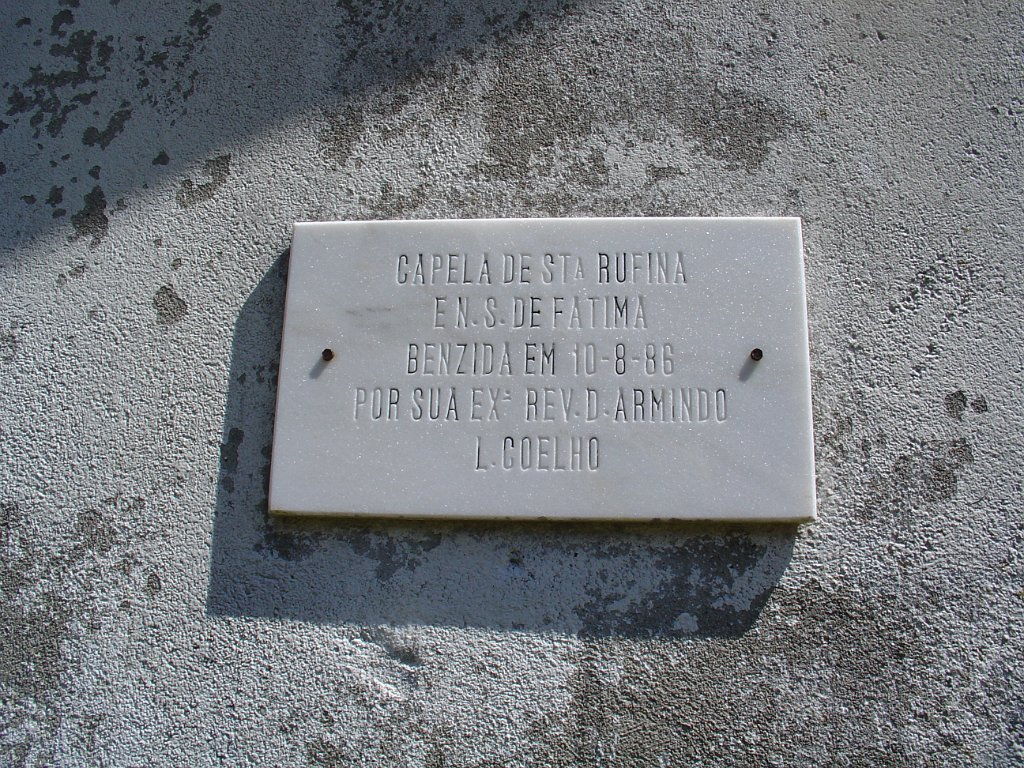 CAPELA DE STA RUFINA
E N. S. DE FATIMA
BENZIDA EM 10-8-86
POR SUA EXª REV. D. ARMINDO
L. COELHO